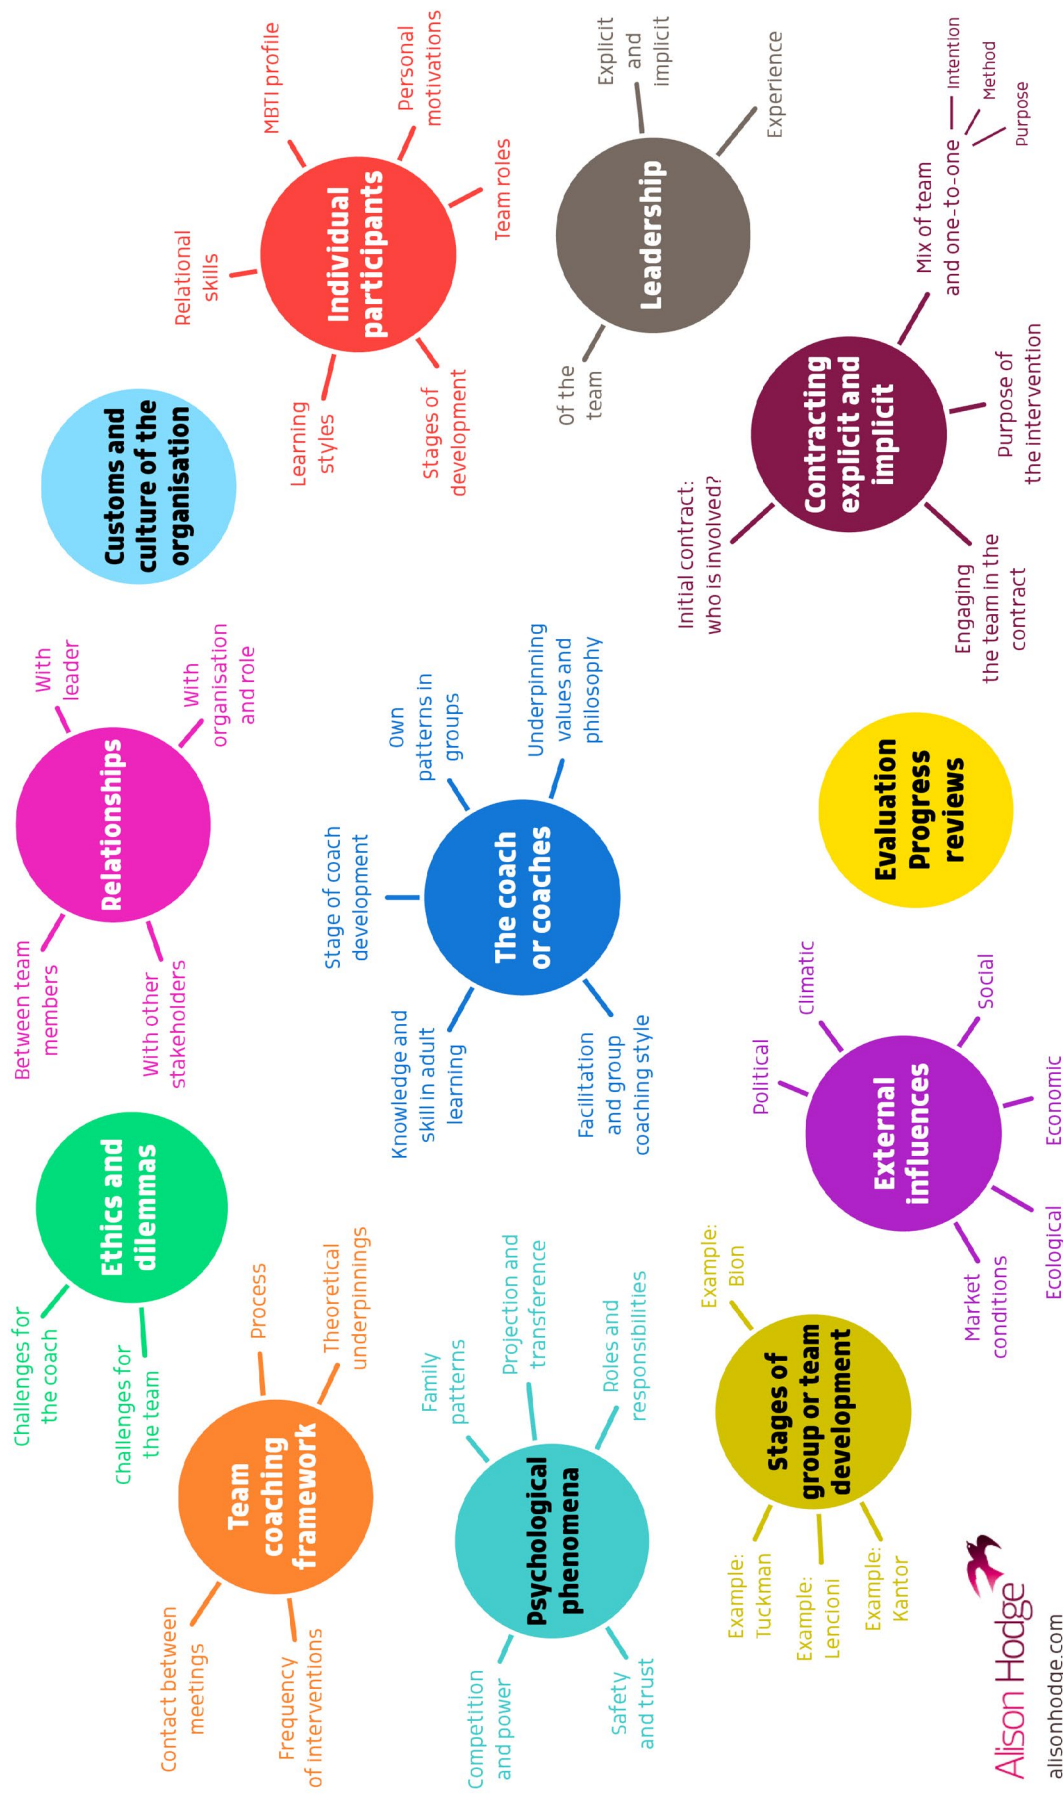 Challenges for
the coach
Challenges for
the team
Ethics and
dilemmas
Between team
members
With other
stakeholders
Relationships
With
leader
With
organisation
and role
Customs and
culture of the
organisation
Contact between
meetings
Frequency
of interventions
Team
coaching
framework
Process
Theoretical
underpinnings
Knowledge and
skill in adult
learning
Stage of coach
development
Own
patterns in
groups
Underpinning
values and
philosophy
Facilitation
and group
coaching style
The coach
or coaches
Learning
styles
Relational
skills
MBTI profile
Personal
motivations
Team roles
Stages of
development
Individual
participants
Competition
and power
Safety
and trust
Psychological
phenomena
Family
patterns
Projection and
transference
Roles and
responsibilities
Of the
team
Leadership
Explicit
and
implicit
Experience
Example:
Tuckman
Example:
Lencioni
Example:
Kantor
Stages of
group or team
development
Example:
Bion
Political
Climatic
Social
Economic
Ecological
Market
conditions
External
influences
Evaluation
Progress
reviews
Initial contract:
who is involved?
Engaging
the team in the
contract
Contracting
explicit and
implicit
Purpose of
the intervention
Mix of team
and one-to-one
Intention
Method
Purpose
Alison Hodge
alisonhodge.com